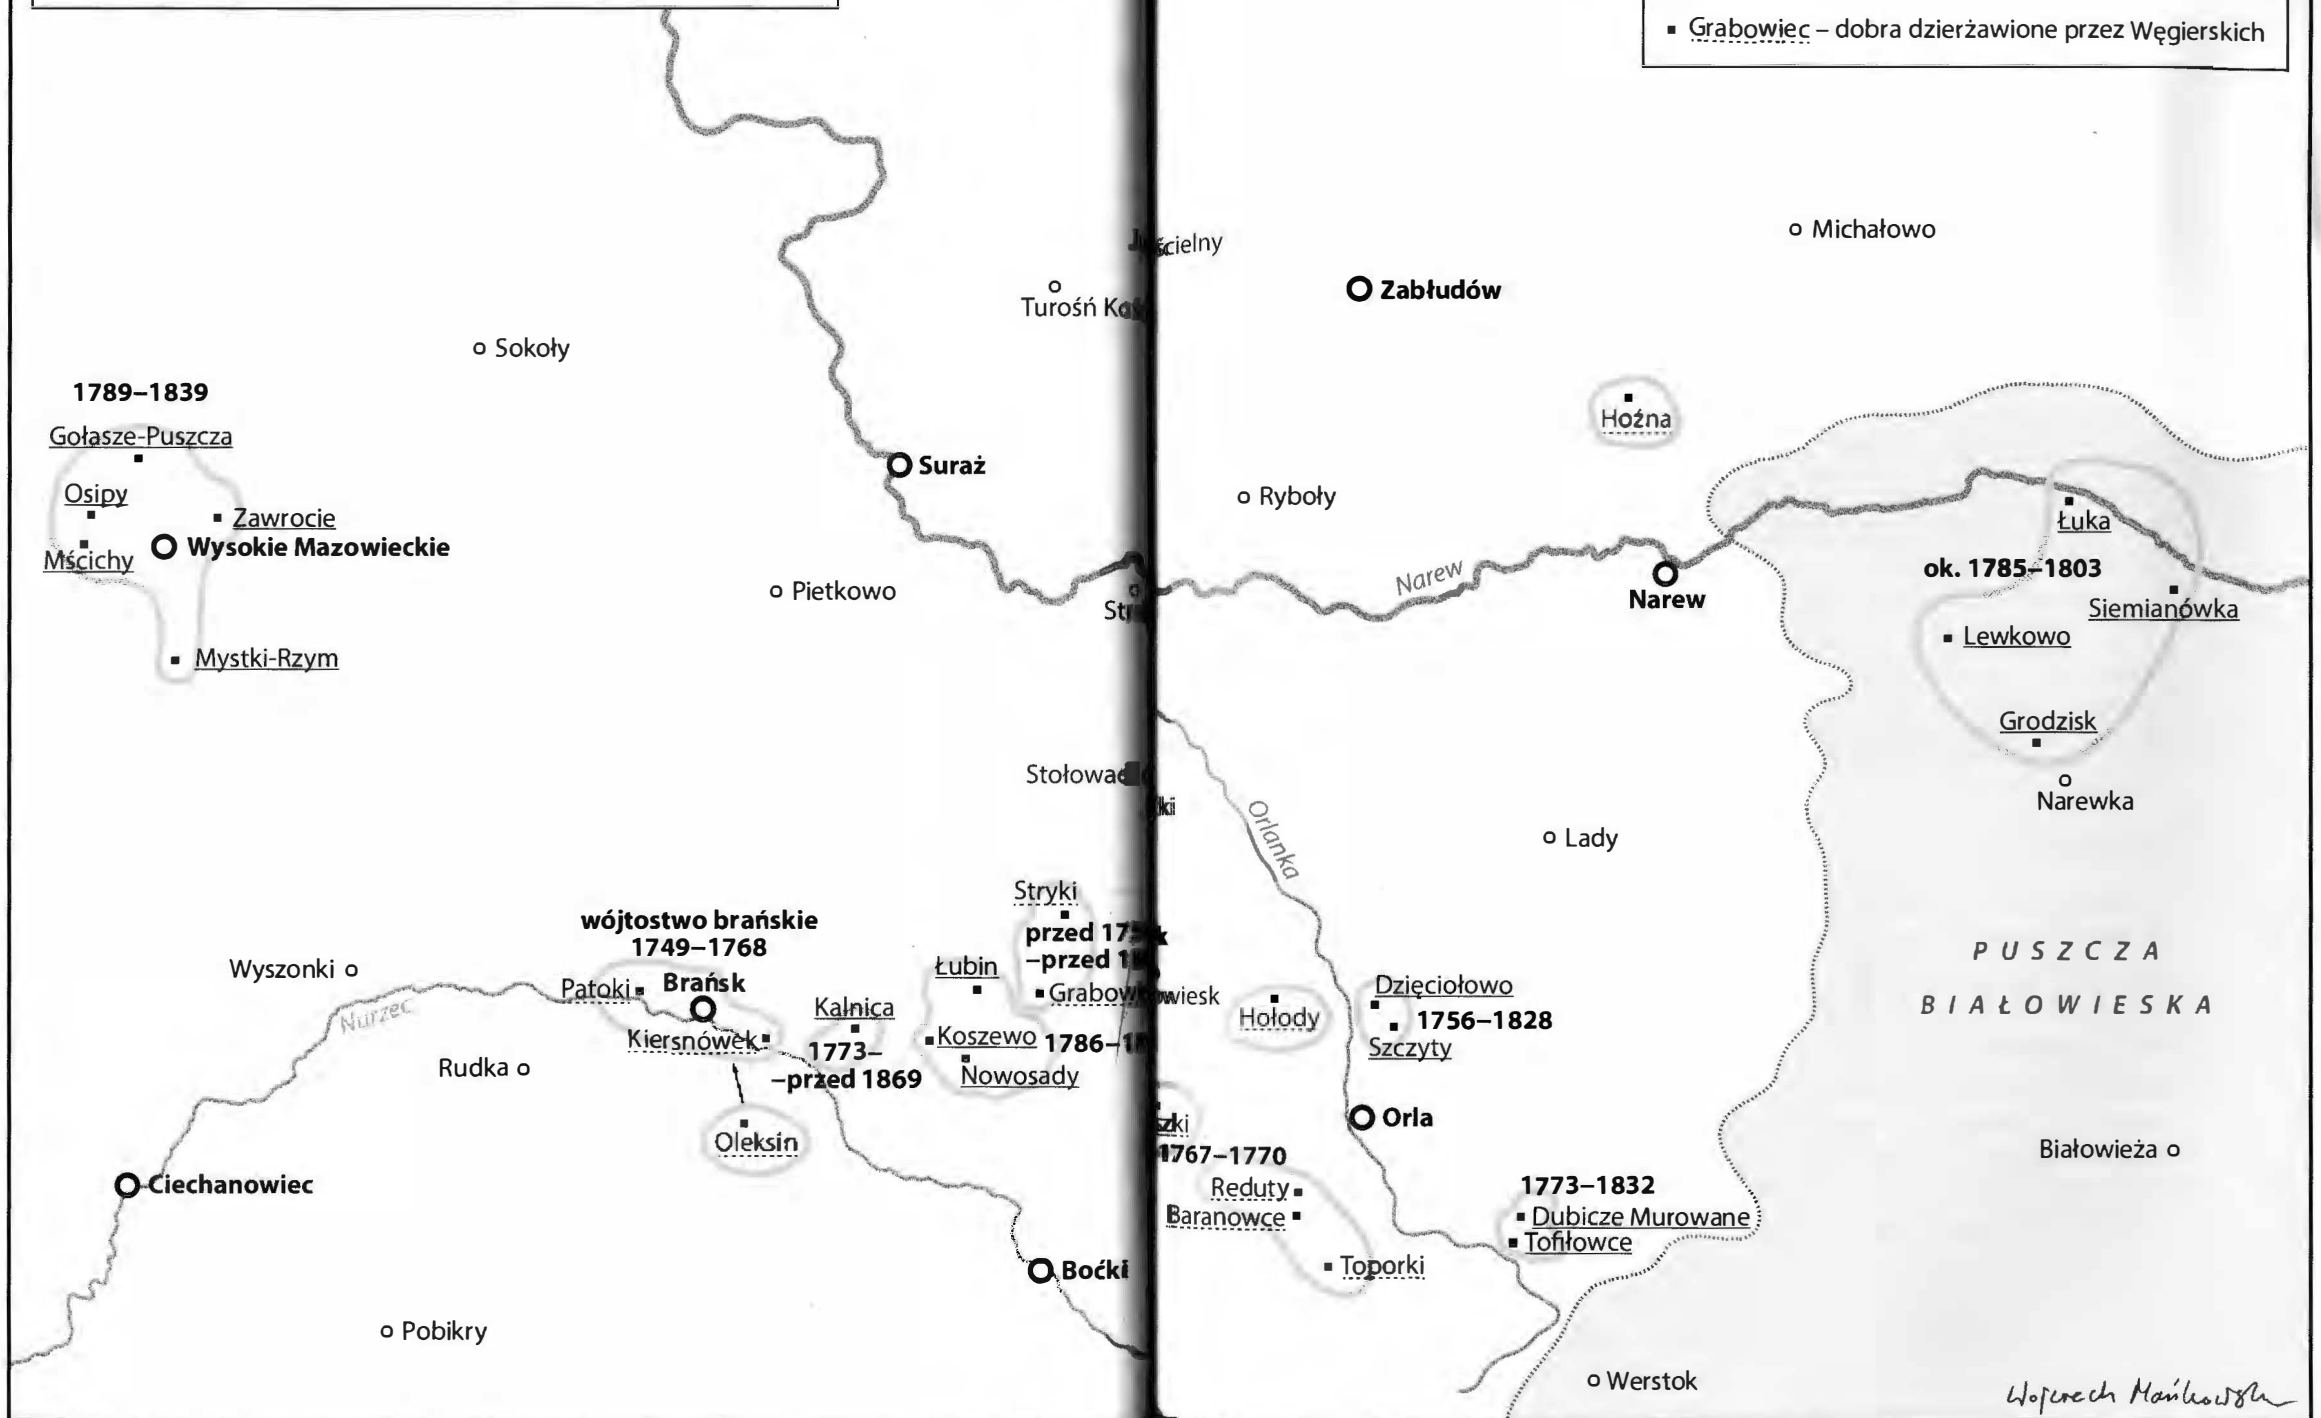 Grabowiec – dobra dzierżawione przez Węgierskich
Michałowo
Zabłudów
Turośń
Sokoły
1789–1839
Gołasze-Puszcza
Osipy
Zawrocie
Mścichy
Wysokie Mazowieckie
Mystki-Rzym
Suraż
Pietkowo
Hoźna
Ryboły
Narew
Narew
Łuka
ok. 1785–1803
Siemianówka
Lewkowo
Grodzisk
Narewka
Orlanka
Lady
PUSZCZA
BIAŁOWIESKA
Stryki
przed
–przed
wójtostwo brańskie
1749–1768
Wyszonki
Patoki
Brańsk
Nurzec
Kiersnówek
Rudka
Kalnica
1773–
–przed 1869
Łubin
Koszewo
Nowosady
Oleksin
Ciechanowiec
Boćki
Pobikry
Hołody
Dzięciołowo
1756–1828
Szczyty
Orla
1767–1770
Reduty
Baranowce
Toporki
1773–1832
Dubicze Murowane
Tofiłowce
Białowieża
Werstok
Wojciech Mańkowski